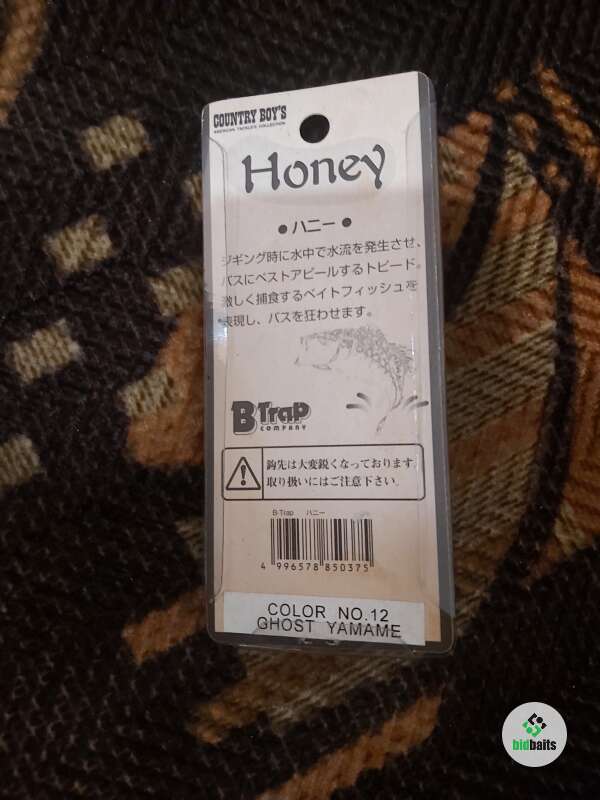 COUNTRY BOY'S
AMERICAN TACKLES COLLECTION
Honey
●ハニー●
ジギング時に水中で水流を発生させ、
バスにベストアピールするトピード。
激しく捕食するベイトフィッシュを
表現し、バスを狂わせます。
B Trap
COMPANY
鈎先は大変鋭くなっております。
取り扱いにはご注意下さい。
B-Trap ハニー
4 996578 850375
COLOR NO.12
GHOST YAMAME
bidbaits